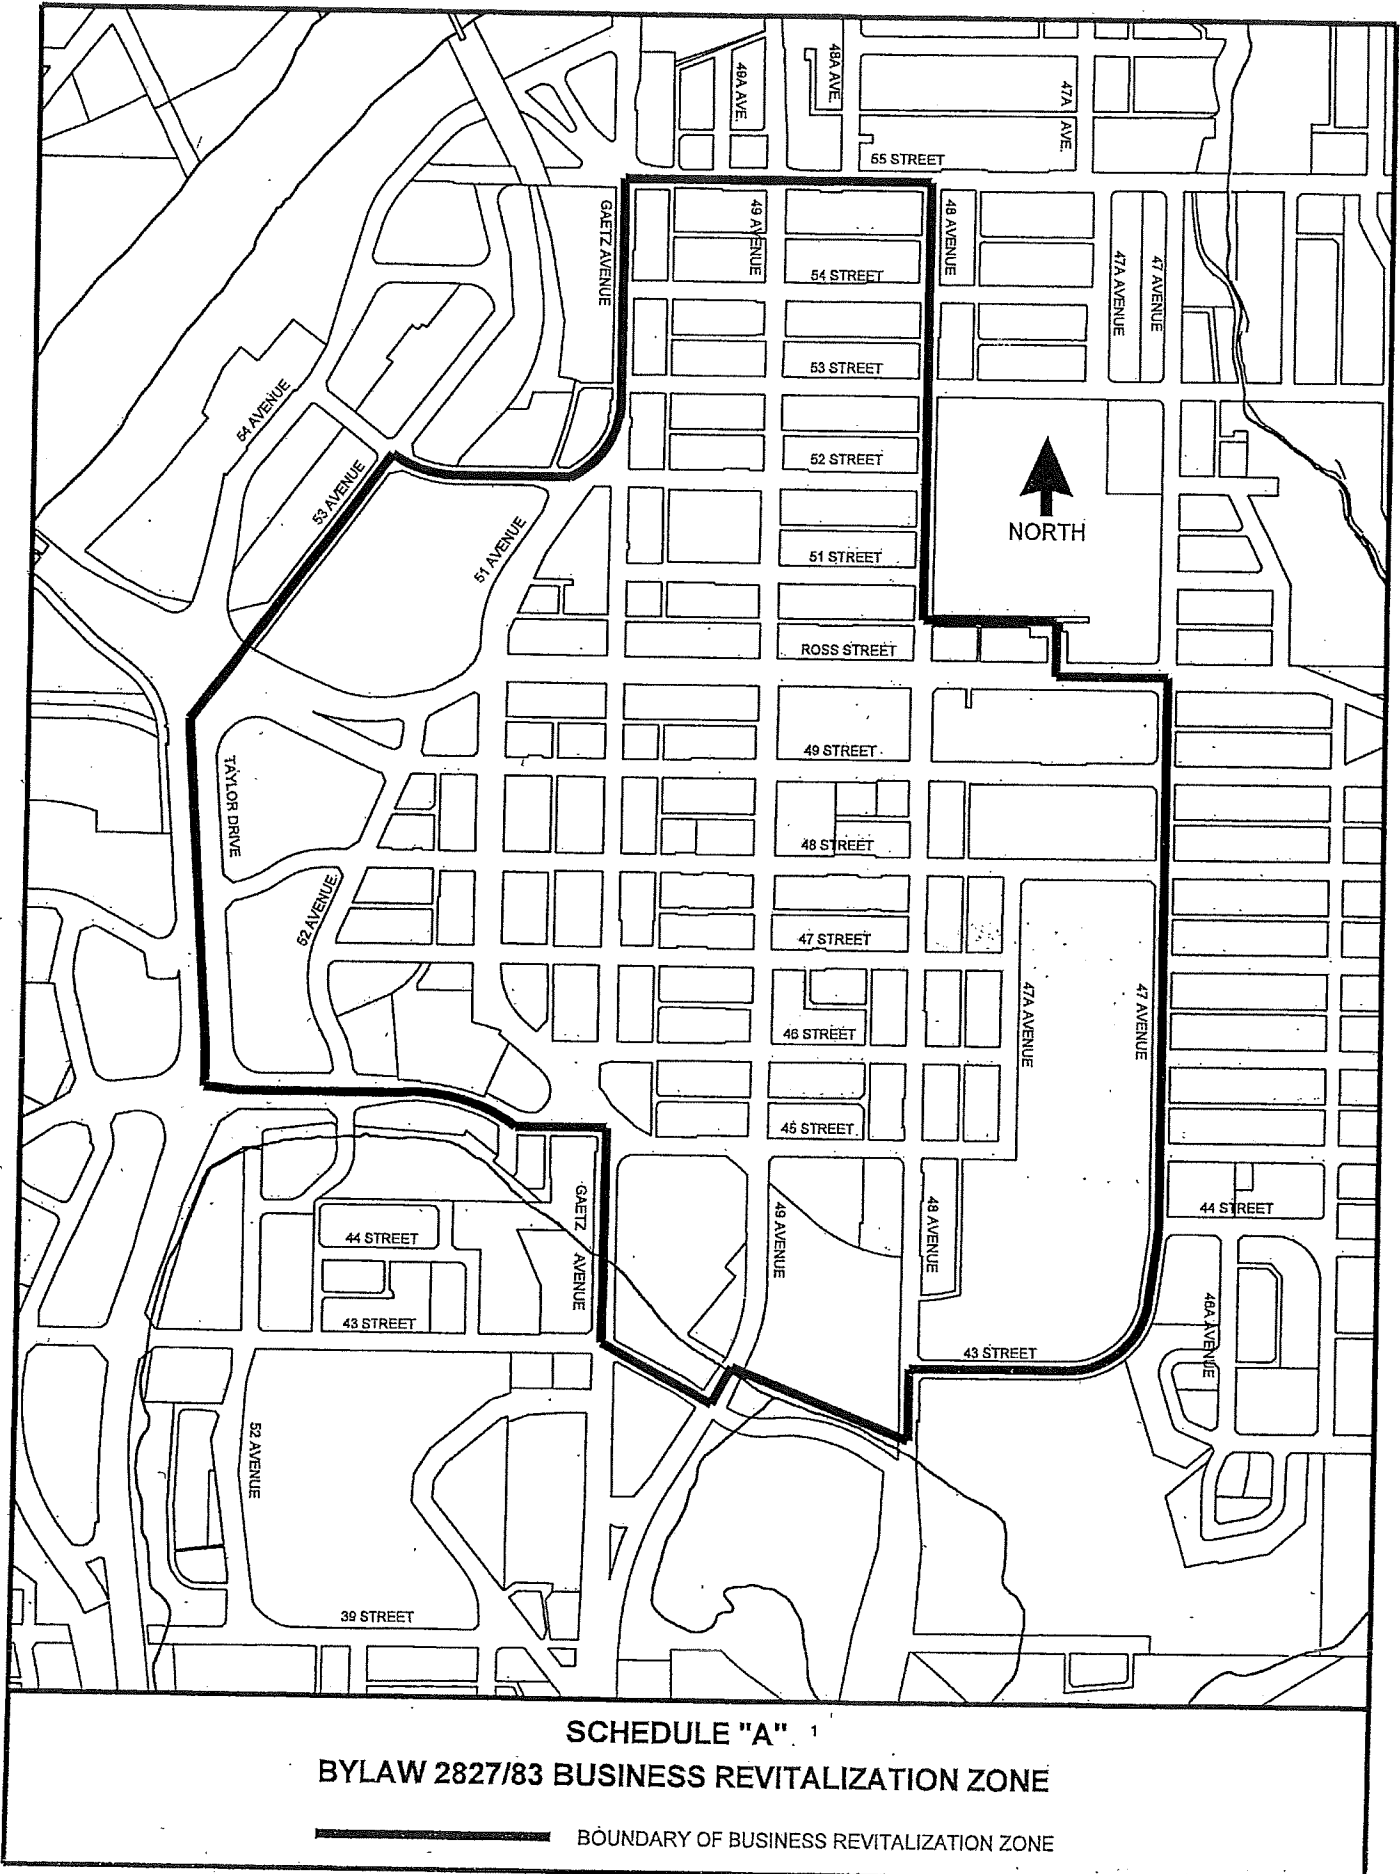 49A AVE.
48A AVE.
47A AVE.
55 STREET
GAETZ AVENUE
49 AVENUE
48 AVENUE
54 STREET
47A AVENUE
47 AVENUE
53 STREET
54 AVENUE
52 STREET
53 AVENUE
51 AVENUE
NORTH
51 STREET
ROSS STREET
49 STREET
TAYLOR DRIVE
48 STREET
52 AVENUE
47 STREET
47A AVENUE
47 AVENUE
46 STREET
45 STREET
GAETZ AVENUE
49 AVENUE
48 AVENUE
44 STREET
44 STREET
43 STREET
43 STREET
46A AVENUE
52 AVENUE
39 STREET
SCHEDULE "A". 1
BYLAW 2827/83 BUSINESS REVITALIZATION ZONE
BOUNDARY OF BUSINESS REVITALIZATION ZONE